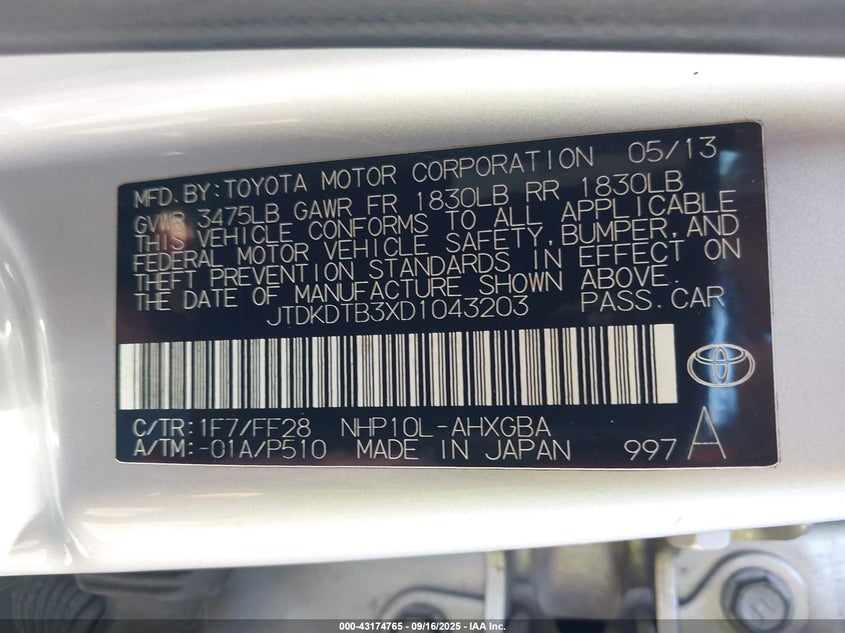 MFD.BY:TOYOTA MOTOR CORPORATION 05/13
GVWR 3475LB GAWR FR 1830LB RR 1830LB
THIS VEHICLE CONFORMS TO ALL APPLICABLE
FEDERAL MOTOR VEHICLE SAFETY,BUMPER,AND
THEFT PREVENTION STANDARDS IN EFFECT ON
THE DATE OF MANUFACTURE SHOWN ABOVE.
JTDKDTB3XD1043203 PASS.CAR
C/TR:1F7/FF28 NHP10L-AHXGBA
A/TM:-01A/P510 MADE IN JAPAN 997 A
000-43174765 - 09/16/2025 - IAA Inc.